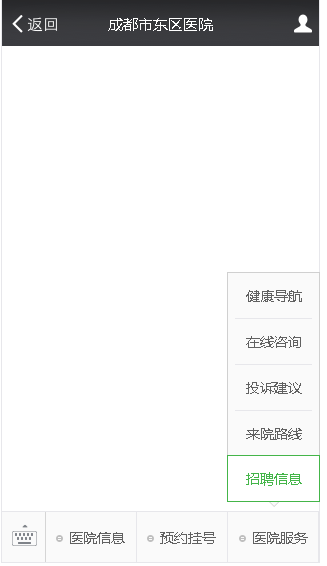 返回 成都市东区医院
健康导航
在线咨询
投诉建议
来院路线
招聘信息
医院信息 预约挂号 医院服务